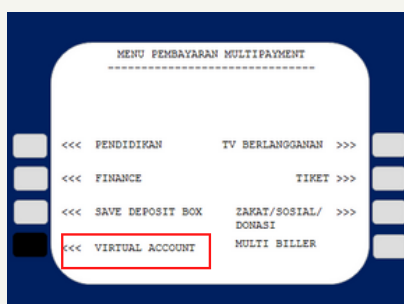 MENU PEMBAYARAN MULTIPAYMENT
--------------------------------
<<< PENDIDIKAN TV BERLANGGANAN >>>
<<< FINANCE TIKET >>>
<<< SAVE DEPOSIT BOX ZAKAT/SOSIAL/ >>>
DONASI
<<< VIRTUAL ACCOUNT MULTI BILLER